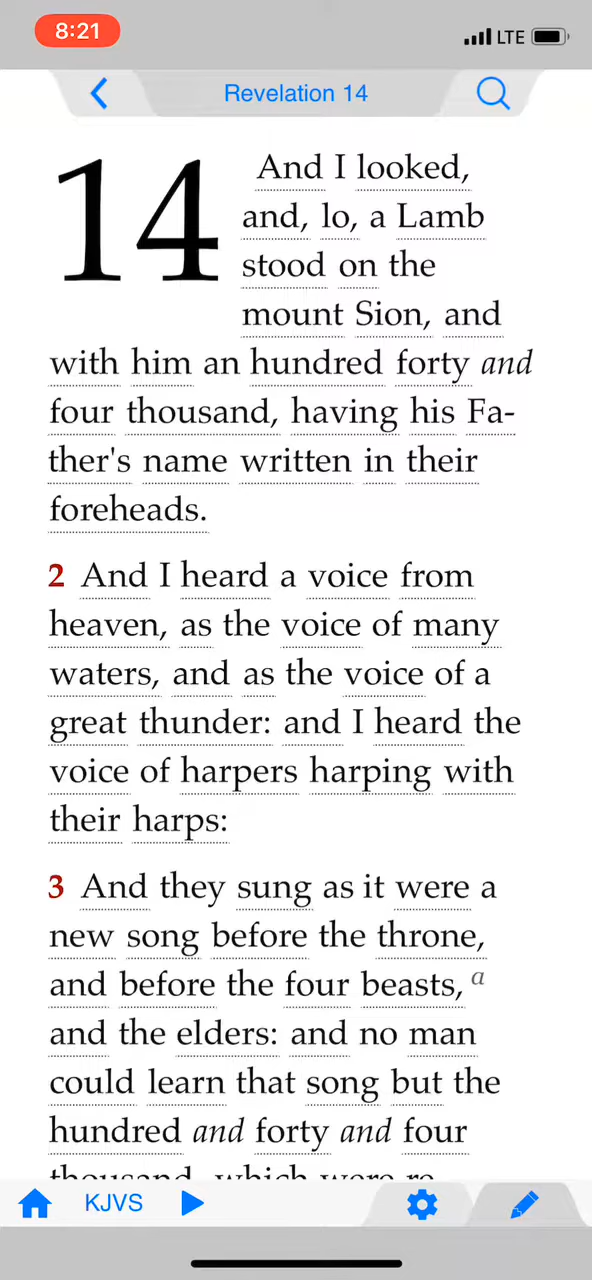 8:21
LTE
Revelation 14
14 And I looked,
and, lo, a Lamb
stood on the
mount Sion, and
with him an hundred forty and
four thousand, having his Fa-
ther's name written in their
foreheads.
2 And I heard a voice from
heaven, as the voice of many
waters, and as the voice of a
great thunder: and I heard the
voice of harpers harping with
their harps:
3 And they sung as it were a
new song before the throne,
and before the four beasts, a
and the elders: and no man
could learn that song but the
hundred and forty and four
thousand, which were re
KJVS